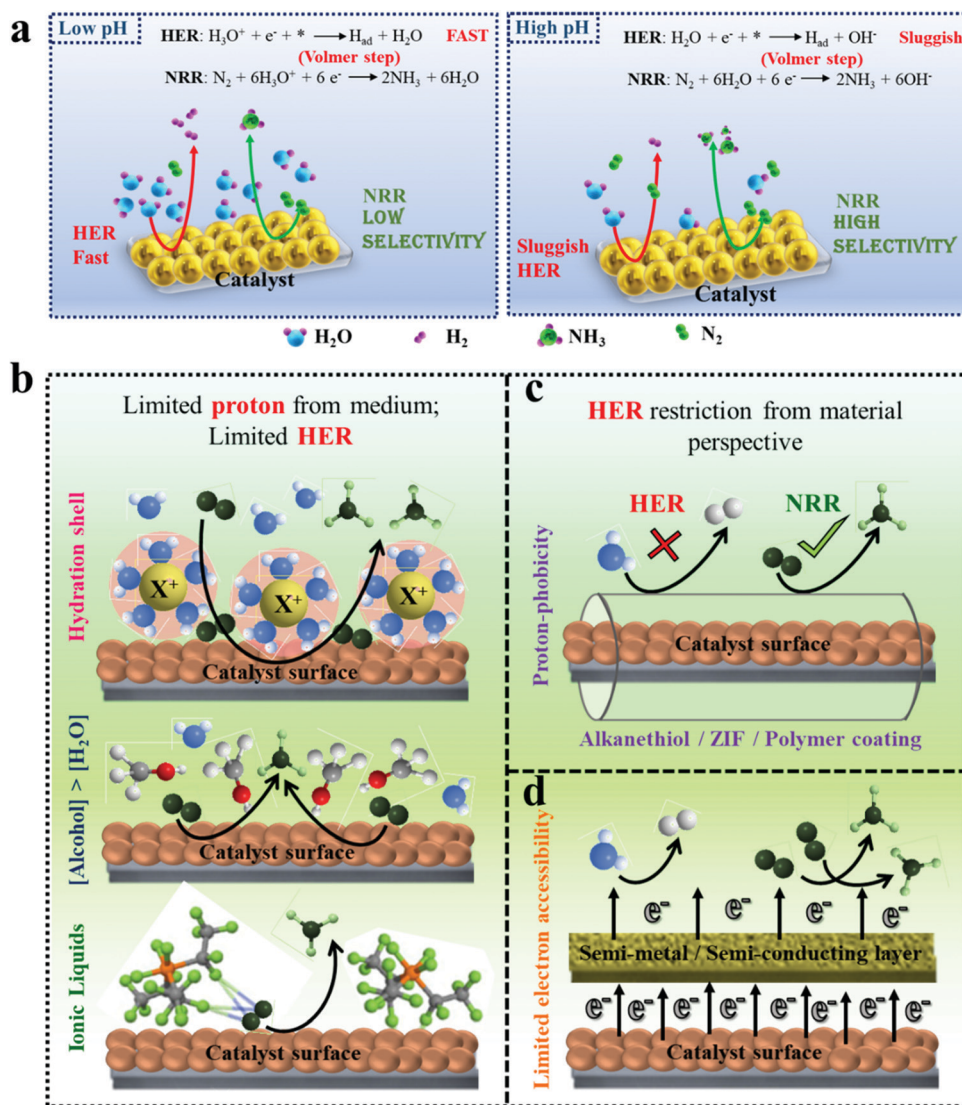 a
Low pH
HER: H₃O⁺ + e⁻ + * ⟶ H_ad + H₂O FAST
(Volmer step)
NRR: N₂ + 6H₃O⁺ + 6 e⁻ ⟶ 2NH₃ + 6H₂O
NRR
LOW
SELECTIVITY
HER
Fast
Catalyst
High pH
HER: H₂O + e⁻ + * ⟶ H_ad + OH⁻ Sluggish
(Volmer step)
NRR: N₂ + 6H₂O + 6 e⁻ ⟶ 2NH₃ + 6OH⁻
NRR
HIGH
SELECTIVITY
Sluggish
HER
Catalyst
H₂O H₂ NH₃ N₂
b
Limited proton from medium;
Limited HER
Hydration shell
X⁺ X⁺ X⁺
Catalyst surface
[Alcohol] > [H₂O]
Catalyst surface
Ionic Liquids
Catalyst surface
c
HER restriction from material
perspective
HER NRR
Proton-phobicity
Catalyst surface
Alkanethiol / ZIF / Polymer coating
d
Limited electron accessibility
e⁻ e⁻ e⁻ e⁻ e⁻
Semi-metal / Semi-conducting layer
e⁻ e⁻ e⁻ e⁻ e⁻ e⁻ e⁻
Catalyst surface